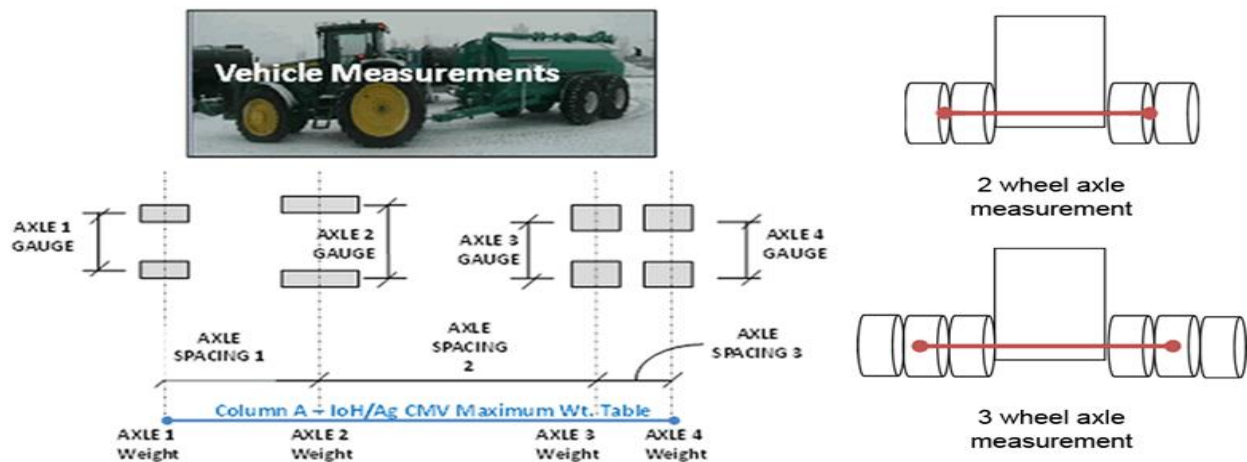 Vehicle Measurements
AXLE 1
GAUGE
AXLE 2
GAUGE
AXLE 3
GAUGE
AXLE 4
GAUGE
AXLE
SPACING 1
AXLE
SPACING
2
AXLE
SPACING 3
Column A – IoH/Ag CMV Maximum Wt. Table
AXLE 1
Weight
AXLE 2
Weight
AXLE 3
Weight
AXLE 4
Weight
2 wheel axle
measurement
3 wheel axle
measurement